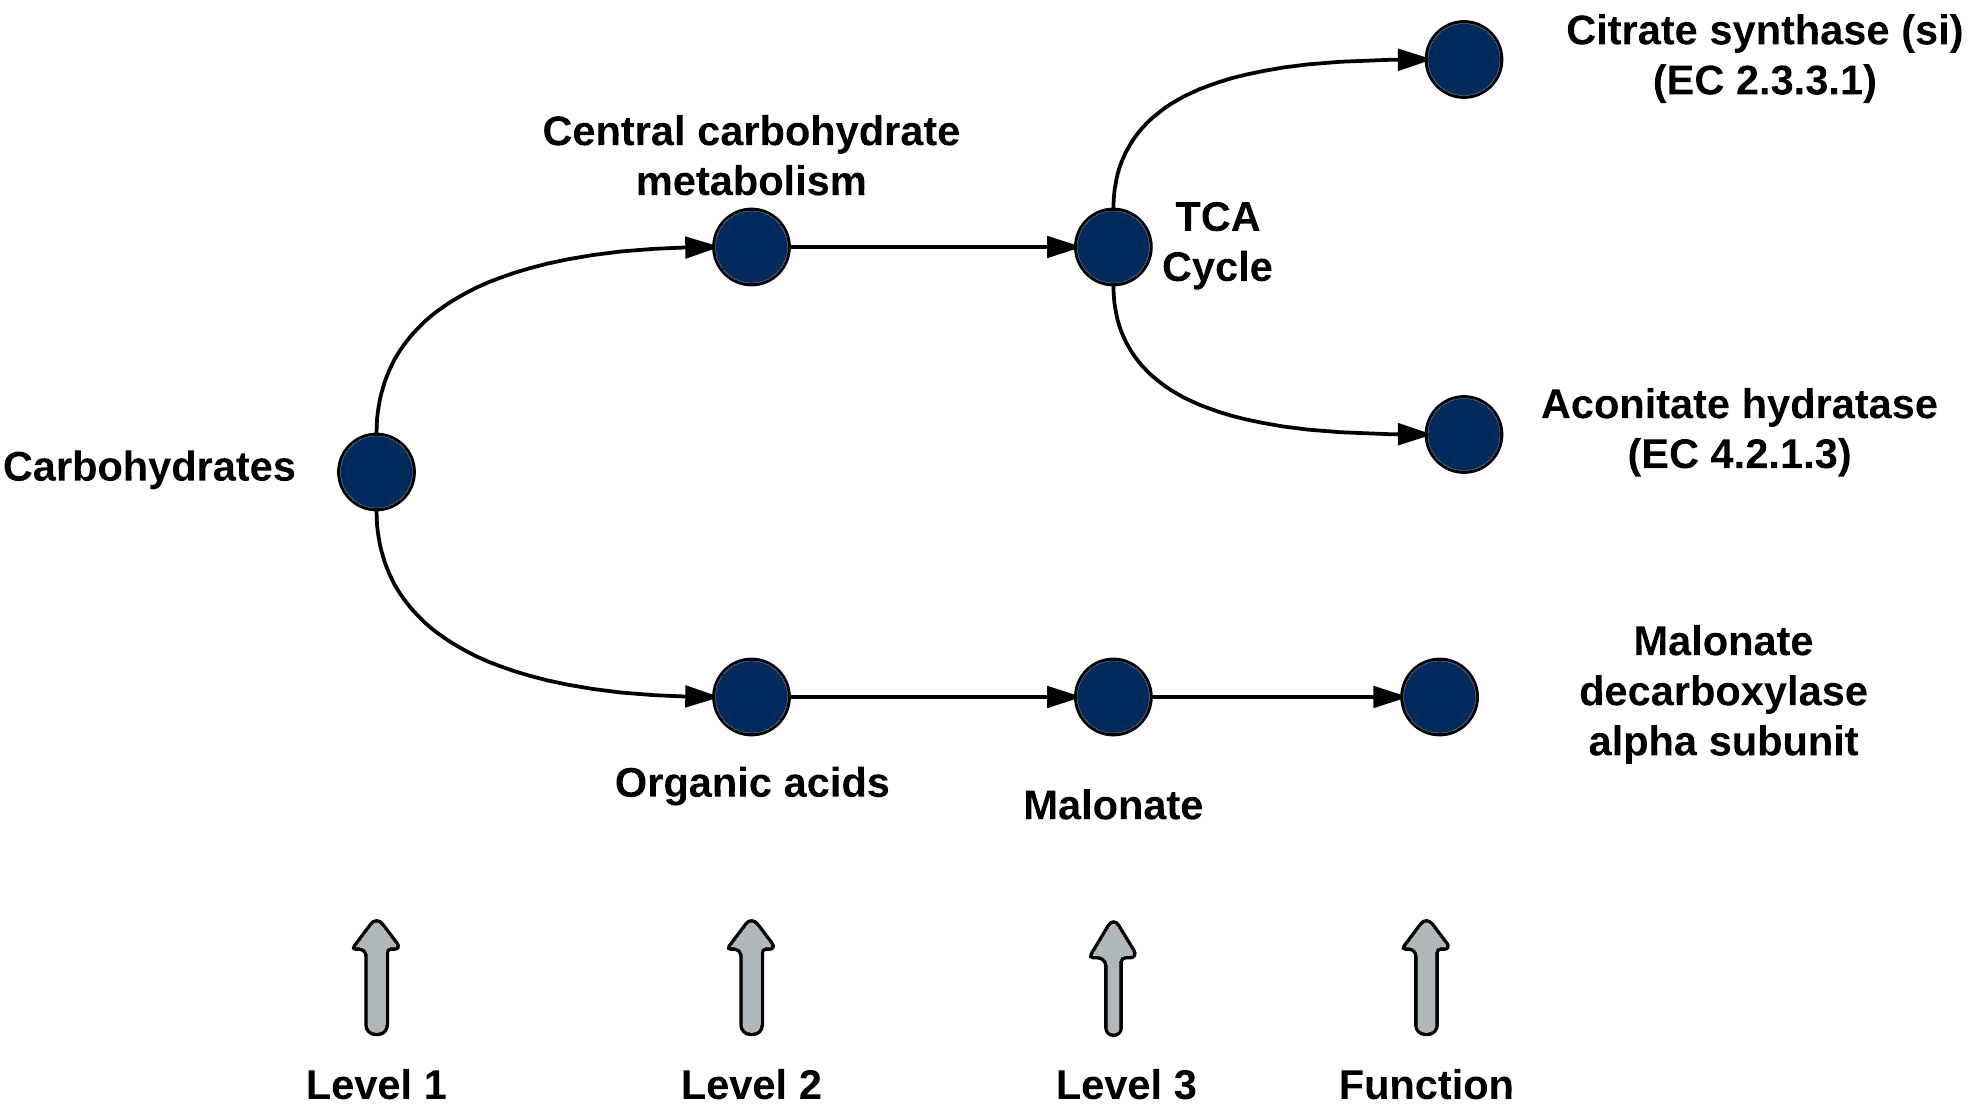 Citrate synthase (si)
(EC 2.3.3.1)
Central carbohydrate
metabolism
TCA
Cycle
Aconitate hydratase
(EC 4.2.1.3)
Carbohydrates
Malonate
decarboxylase
alpha subunit
Organic acids
Malonate
Level 1
Level 2
Level 3
Function